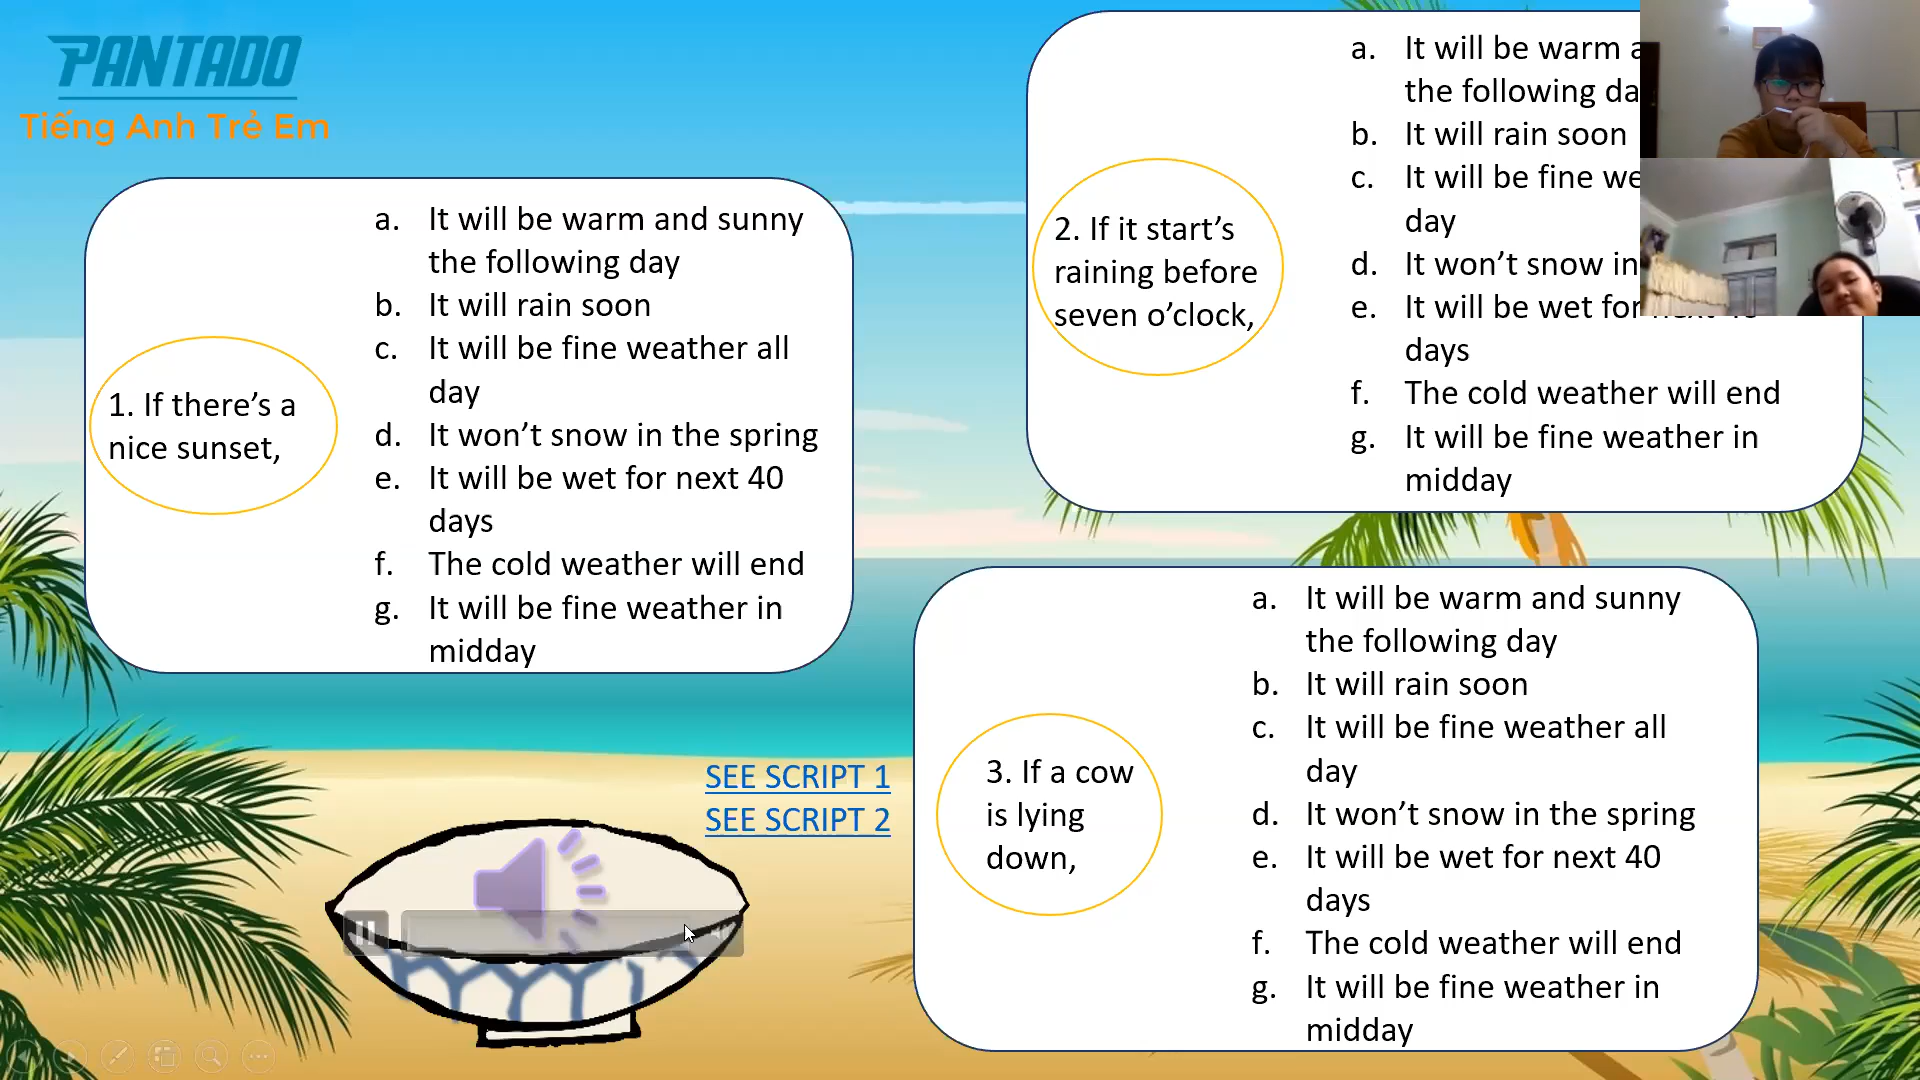 PANTADO
Tiếng Anh Trẻ Em
1. If there's a
nice sunset,
a. It will be warm and sunny
the following day
b. It will rain soon
c. It will be fine weather all
day
d. It won't snow in the spring
e. It will be wet for next 40
days
f. The cold weather will end
g. It will be fine weather in
midday
2. If it start's
raining before
seven o'clock,
a. It will be warm
the following
b. It will rain soon
c. It will be fine
day
d. It won't snow in
e. It will be wet for
days
f. The cold weather will end
g. It will be fine weather in
midday
3. If a cow
is lying
down,
a. It will be warm and sunny
the following day
b. It will rain soon
c. It will be fine weather all
day
d. It won't snow in the spring
e. It will be wet for next 40
days
f. The cold weather will end
g. It will be fine weather in
midday
SEE SCRIPT 1
SEE SCRIPT 2